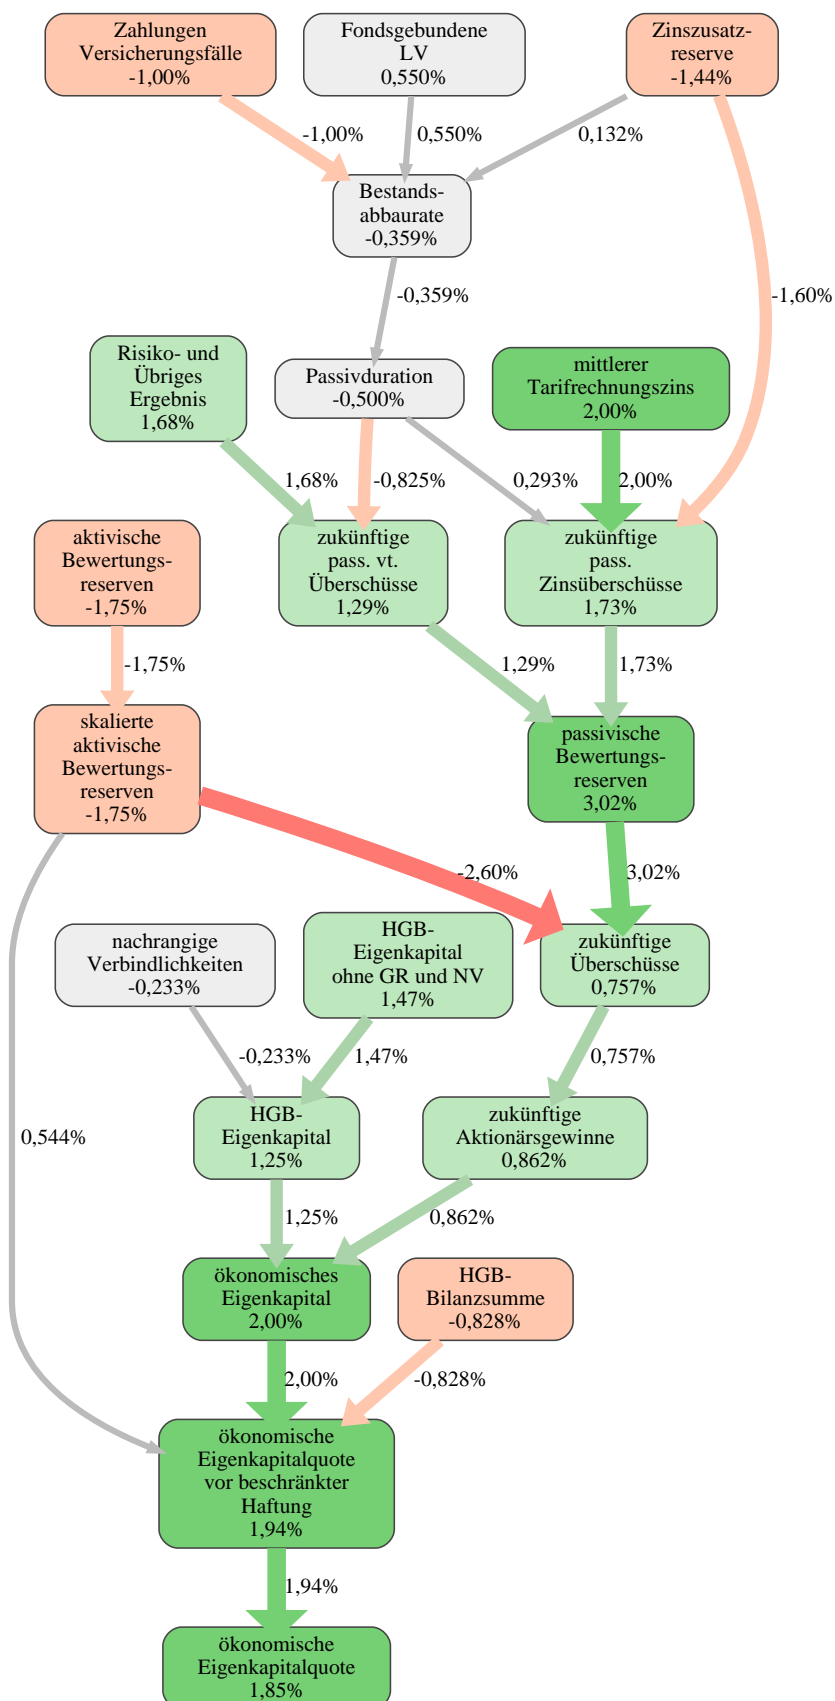 Zahlungen
Versicherungsfälle
-1,00%
Fondsgebundene
LV
0,550%
Zinszusatz-
reserve
-1,44%
-1,00%
0,550%
0,132%
Bestands-
abbaurate
-0,359%
-0,359%
-1,60%
Risiko- und
Übriges
Ergebnis
1,68%
Passivduration
-0,500%
mittlerer
Tarifrechnungszins
2,00%
1,68%
-0,825%
0,293%
2,00%
aktivische
Bewertungs-
reserven
-1,75%
zukünftige
pass. vt.
Überschüsse
1,29%
zukünftige
pass.
Zinsüberschüsse
1,73%
-1,75%
1,29%
1,73%
skalierte
aktivische
Bewertungs-
reserven
-1,75%
passivische
Bewertungs-
reserven
3,02%
-2,60%
3,02%
nachrangige
Verbindlichkeiten
-0,233%
HGB-
Eigenkapital
ohne GR und NV
1,47%
zukünftige
Überschüsse
0,757%
-0,233%
1,47%
0,757%
0,544%
HGB-
Eigenkapital
1,25%
zukünftige
Aktionärsgewinne
0,862%
1,25%
0,862%
ökonomisches
Eigenkapital
2,00%
HGB-
Bilanzsumme
-0,828%
2,00%
-0,828%
ökonomische
Eigenkapitalquote
vor beschränkter
Haftung
1,94%
1,94%
ökonomische
Eigenkapitalquote
1,85%